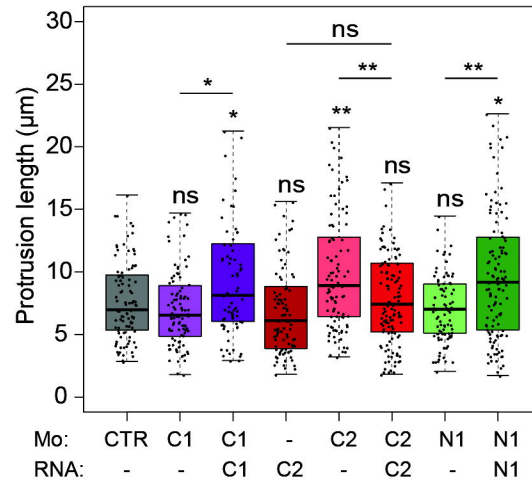 30
ns
25
* ** **
* ** *
20
ns
15
ns ns ns
10
5
0
Protrusion length (µm)
Mo: CTR C1 C1 - C2 C2 N1 N1
RNA: - - C1 C2 - C2 - N1